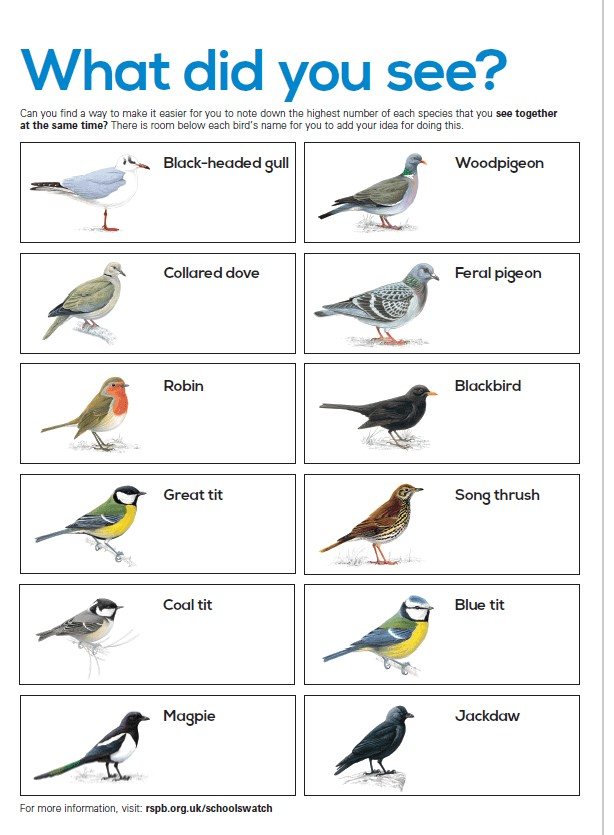 What did you see?
Can you find a way to make it easier for you to note down the highest number of each species that you see together
at the same time? There is room below each bird's name for you to add your idea for doing this.
Black-headed gull
Woodpigeon
Collared dove
Feral pigeon
Robin
Blackbird
Great tit
Song thrush
Coal tit
Blue tit
Magpie
Jackdaw
For more information, visit: rspb.org.uk/schoolswatch